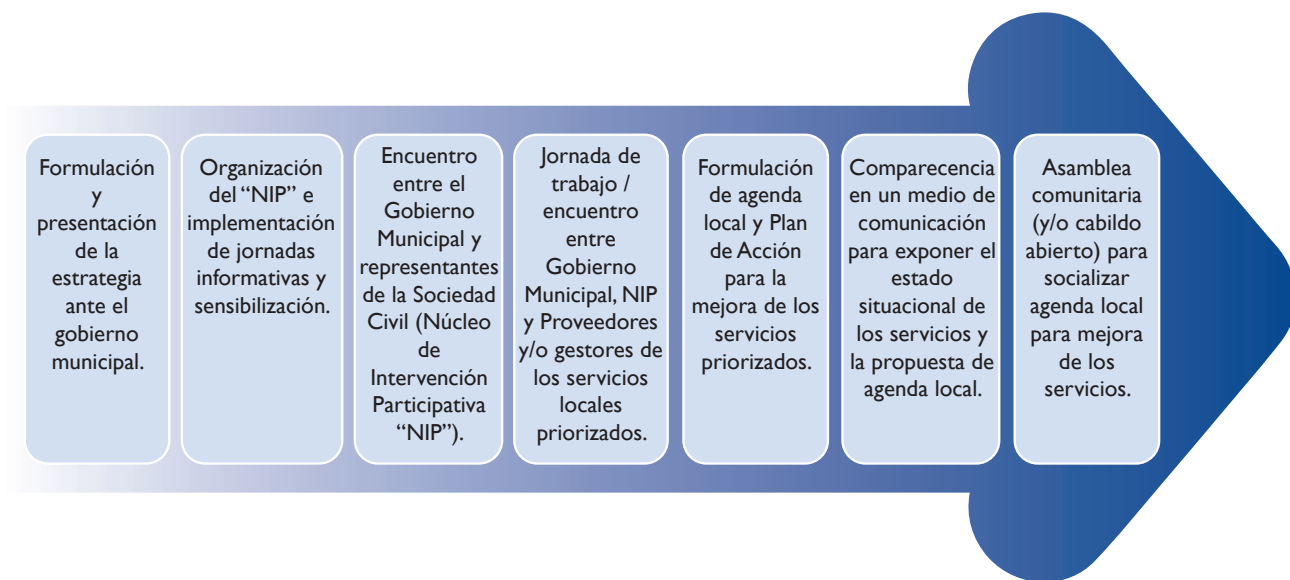 Formulación
y
presentación
de la
estrategia
ante el
gobierno
municipal.
Organización
del “NIP” e
implementación
de jornadas
informativas y
sensibilización.
Encuentro
entre el
Gobierno
Municipal y
representantes
de la Sociedad
Civil (Núcleo
de
Intervención
Participativa
“NIP”).
Jornada de
trabajo /
encuentro
entre
Gobierno
Municipal, NIP
y Proveedores
y/o gestores de
los servicios
locales
priorizados.
Formulación
de agenda
local y Plan
de Acción
para la
mejora de los
servicios
priorizados.
Comparecencia
en un medio de
comunicación
para exponer el
estado
situacional de
los servicios y
la propuesta de
agenda local.
Asamblea
comunitaria
(y/o cabildo
abierto) para
socializar
agenda local
para mejora
de los
servicios.